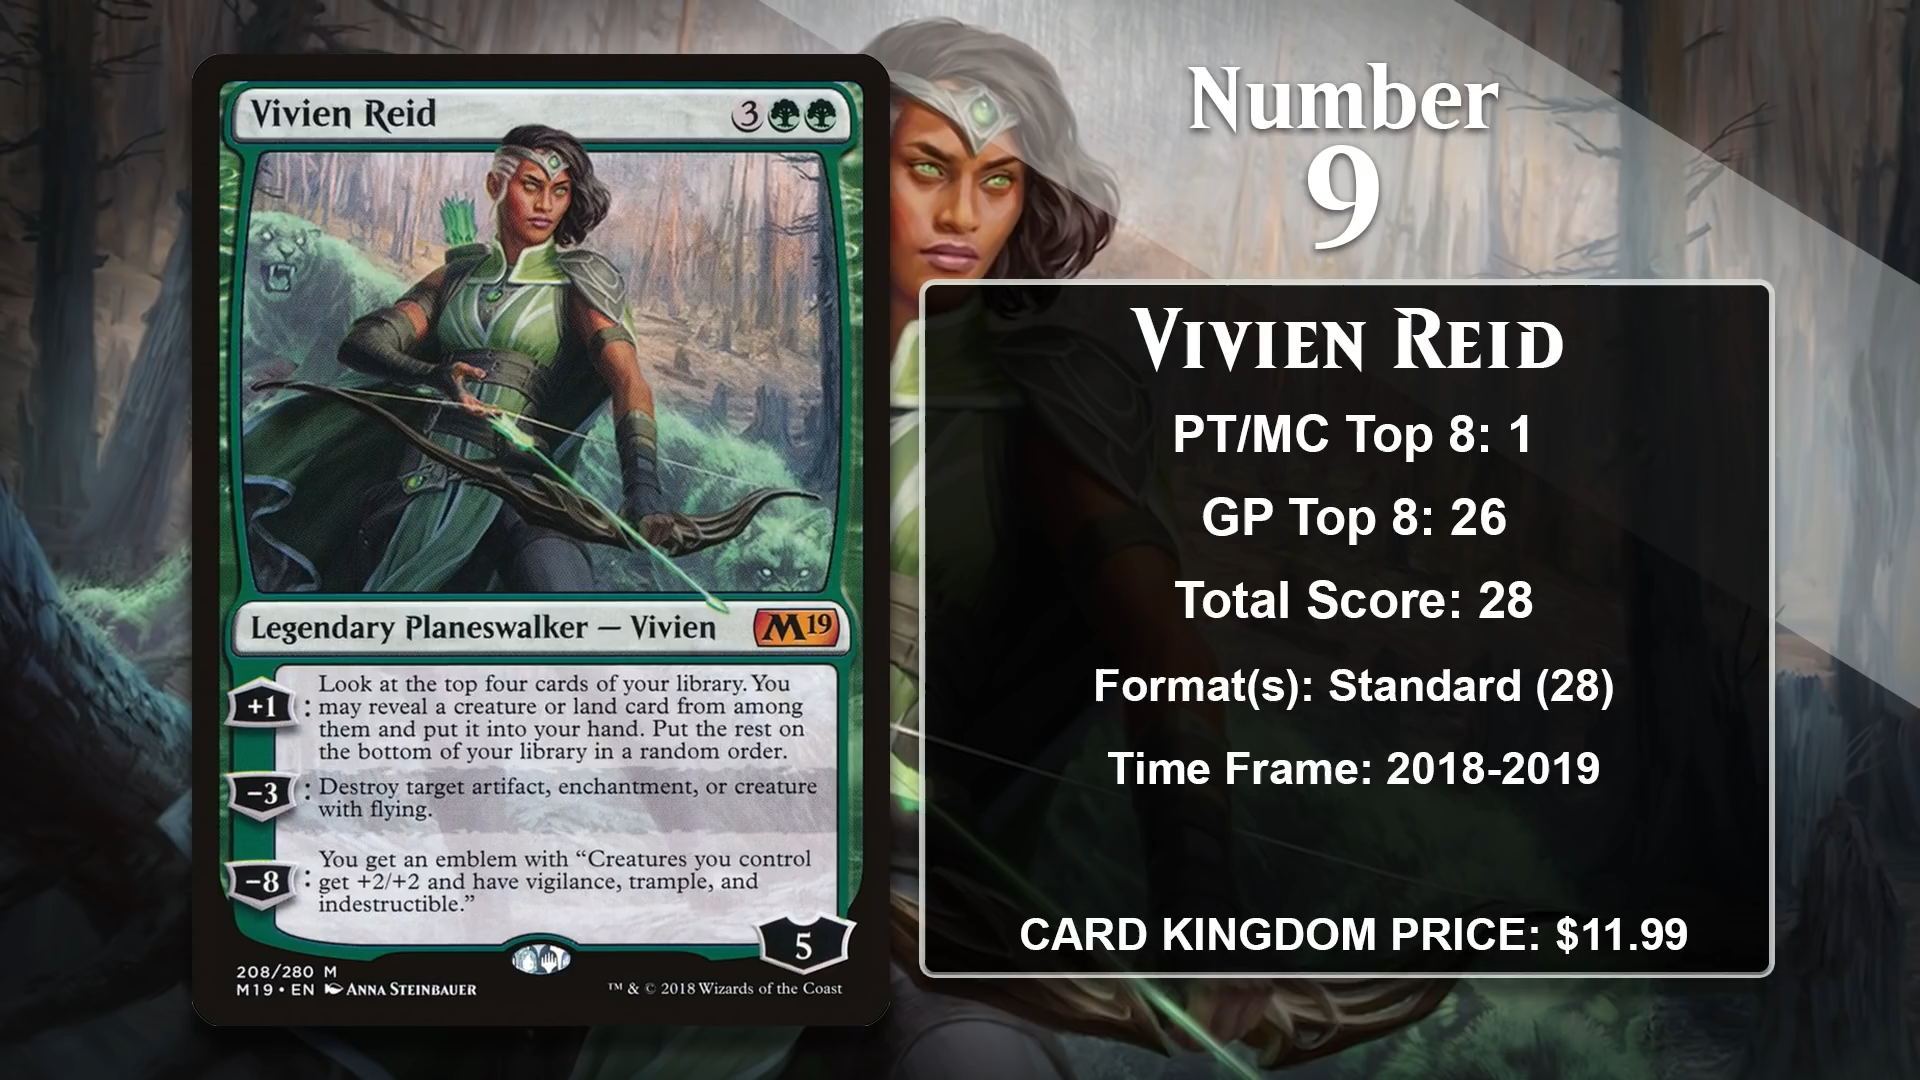 Vivien Reid
3
Legendary Planeswalker — Vivien
M19
+1: Look at the top four cards of your library. You
may reveal a creature or land card from among
them and put it into your hand. Put the rest on
the bottom of your library in a random order.
−3: Destroy target artifact, enchantment, or creature
with flying.
−8: You get an emblem with “Creatures you control
get +2/+2 and have vigilance, trample, and
indestructible.”
5
208/280 M
M19 • EN ANNA STEINBAUER
™ & © 2018 Wizards of the Coast
Number
9
VIVIEN REID
PT/MC Top 8: 1
GP Top 8: 26
Total Score: 28
Format(s): Standard (28)
Time Frame: 2018-2019
CARD KINGDOM PRICE: $11.99